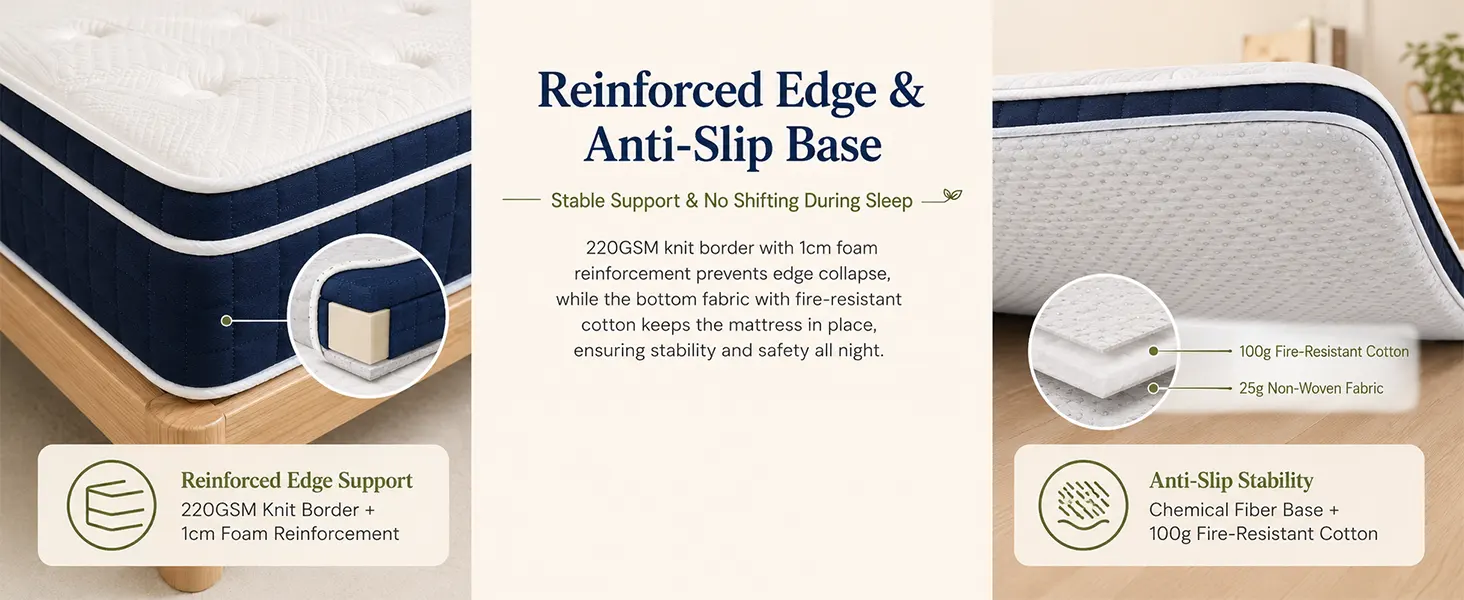 Reinforced Edge &
Anti-Slip Base
Stable Support & No Shifting During Sleep
220GSM knit border with 1cm foam
reinforcement prevents edge collapse,
while the bottom fabric with fire-resistant
cotton keeps the mattress in place,
ensuring stability and safety all night.
Reinforced Edge Support
220GSM Knit Border +
1cm Foam Reinforcement
100g Fire-Resistant Cotton
25g Non-Woven Fabric
Anti-Slip Stability
Chemical Fiber Base +
100g Fire-Resistant Cotton